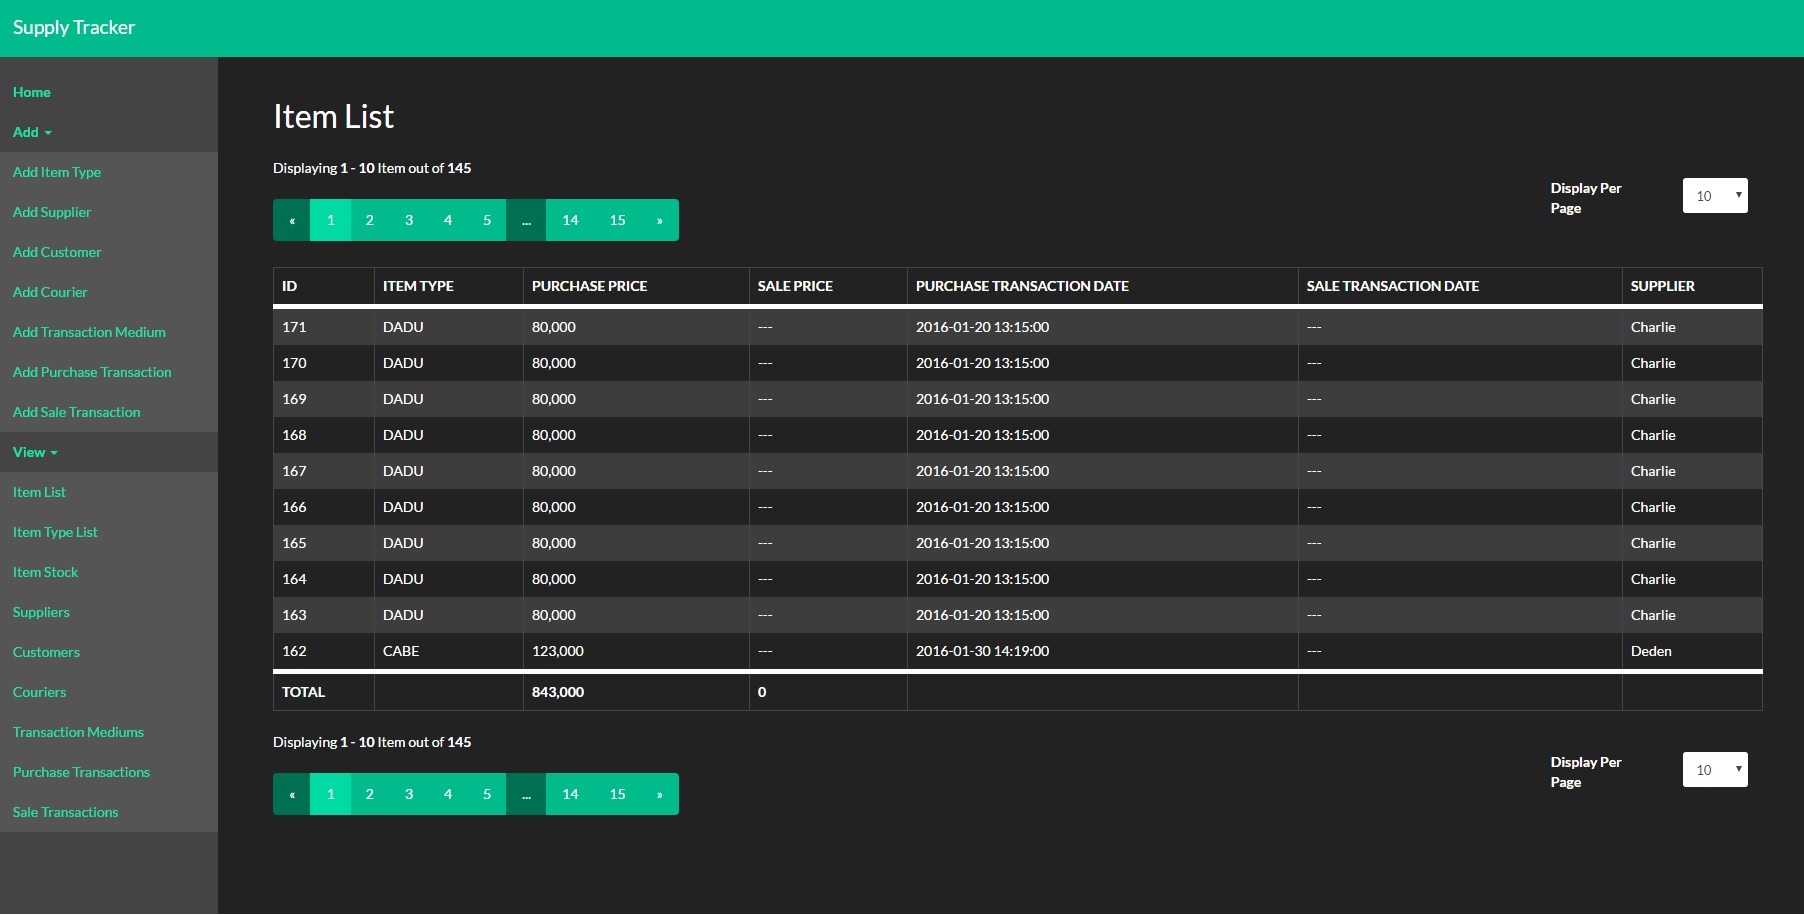 Supply Tracker
Home
Add
Add Item Type
Add Supplier
Add Customer
Add Courier
Add Transaction Medium
Add Purchase Transaction
Add Sale Transaction
View
Item List
Item Type List
Item Stock
Suppliers
Customers
Couriers
Transaction Mediums
Purchase Transactions
Sale Transactions
Item List
Displaying 1 - 10 Item out of 145
« 1 2 3 4 5 ... 14 15 »
Display Per
Page
10
ID ITEM TYPE PURCHASE PRICE SALE PRICE PURCHASE TRANSACTION DATE SALE TRANSACTION DATE SUPPLIER
171 DADU 80,000 --- 2016-01-20 13:15:00 --- Charlie
170 DADU 80,000 --- 2016-01-20 13:15:00 --- Charlie
169 DADU 80,000 --- 2016-01-20 13:15:00 --- Charlie
168 DADU 80,000 --- 2016-01-20 13:15:00 --- Charlie
167 DADU 80,000 --- 2016-01-20 13:15:00 --- Charlie
166 DADU 80,000 --- 2016-01-20 13:15:00 --- Charlie
165 DADU 80,000 --- 2016-01-20 13:15:00 --- Charlie
164 DADU 80,000 --- 2016-01-20 13:15:00 --- Charlie
163 DADU 80,000 --- 2016-01-20 13:15:00 --- Charlie
162 CABE 123,000 --- 2016-01-30 14:19:00 --- Deden
TOTAL 843,000 0
Displaying 1 - 10 Item out of 145
« 1 2 3 4 5 ... 14 15 »
Display Per
Page
10